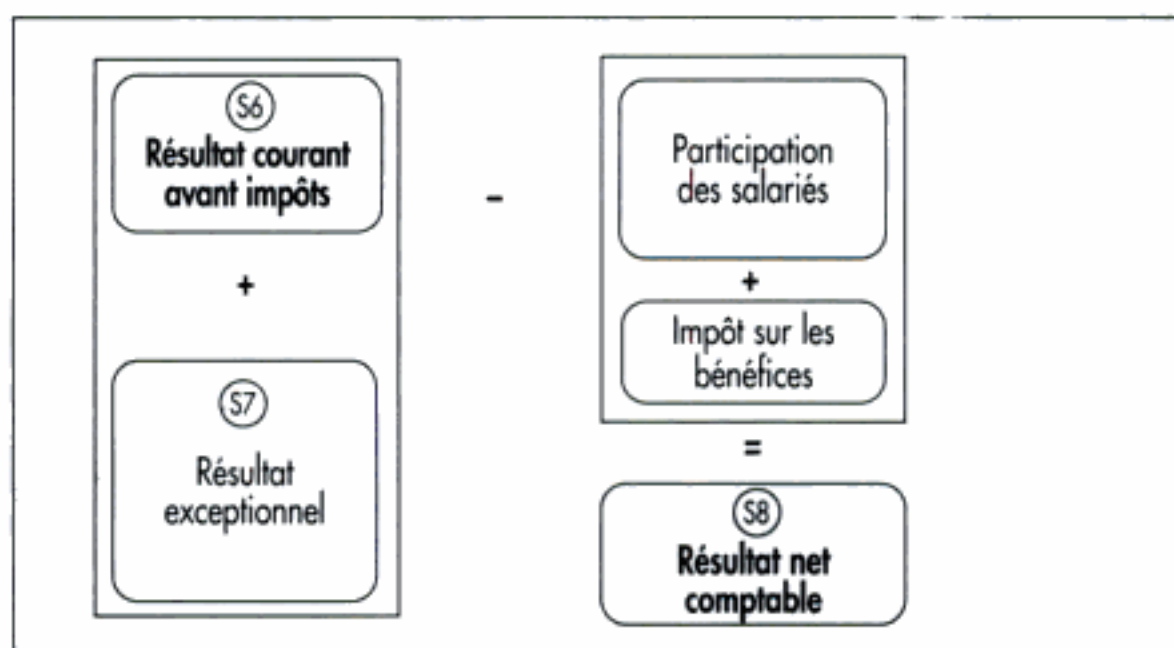 S6
Résultat courant
avant impôts
+
S7
Résultat
exceptionnel
-
Participation
des salariés
+
Impôt sur les
bénéfices
=
S8
Résultat net
comptable